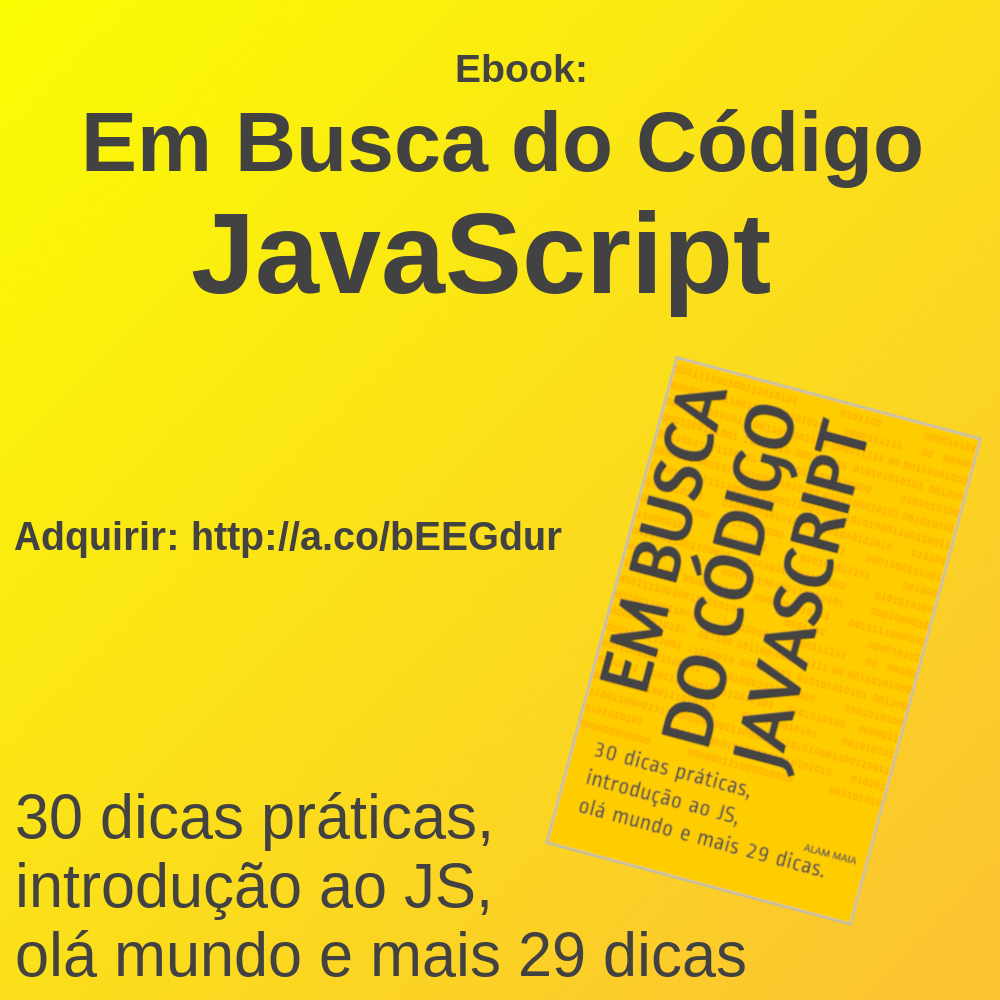 Ebook:
Em Busca do Código
JavaScript
Adquirir: http://a.co/bEEGdur
EM BUSCA
DO CÓDIGO
JAVASCRIPT
30 dicas práticas,
introdução ao JS,
olá mundo e mais 29 dicas.
ALAM MAIA
30 dicas práticas,
introdução ao JS,
olá mundo e mais 29 dicas